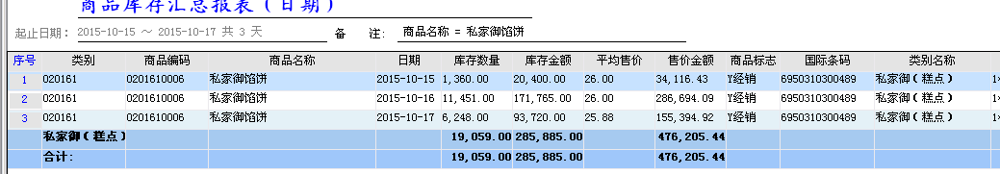 商品库存汇总报表（日期）
起止日期: 2015-10-15 ～ 2015-10-17 共 3 天 备 注: 商品名称 = 私家御馅饼
序号 类别 商品编码 商品名称 日期 库存数量 库存金额 平均售价 售价金额 商品标志 国际条码 类别名称
1 020161 0201610006 私家御馅饼 2015-10-15 1,360.00 20,400.00 26.00 34,116.43 Y经销 6950310300489 私家御(糕点)
2 020161 0201610006 私家御馅饼 2015-10-16 11,451.00 171,765.00 26.00 286,694.09 Y经销 6950310300489 私家御(糕点)
3 020161 0201610006 私家御馅饼 2015-10-17 6,248.00 93,720.00 25.88 155,394.92 Y经销 6950310300489 私家御(糕点)
私家御(糕点) 19,059.00 285,885.00 476,205.44
合计: 19,059.00 285,885.00 476,205.44